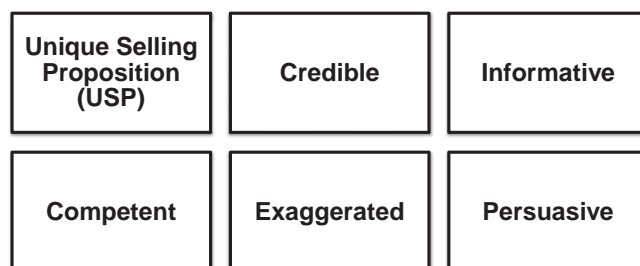 Unique Selling
Proposition
(USP)
Credible
Informative
Competent
Exaggerated
Persuasive